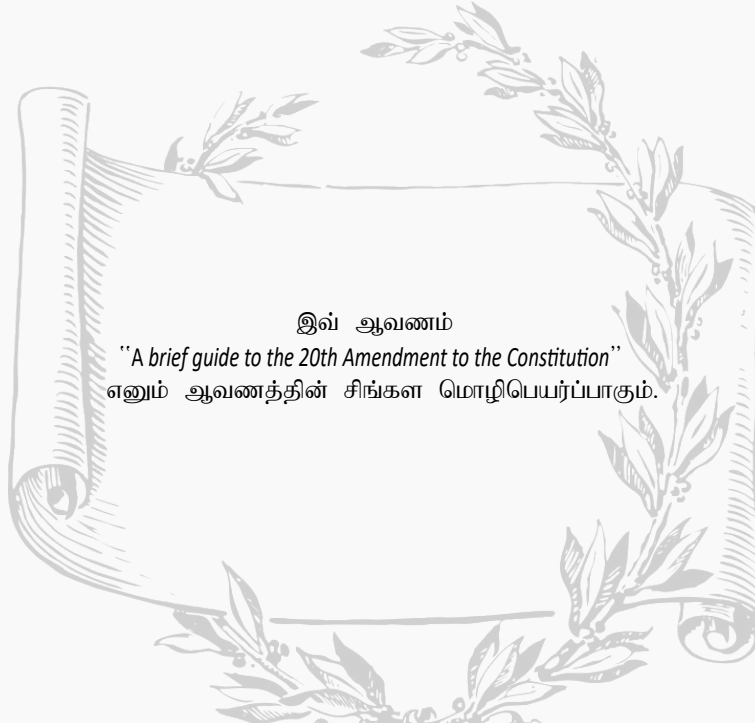 இவ் ஆவணம்
“A brief guide to the 20th Amendment to the Constitution”
எனும் ஆவணத்தின் சிங்கள மொழிபெயர்ப்பாகும்.